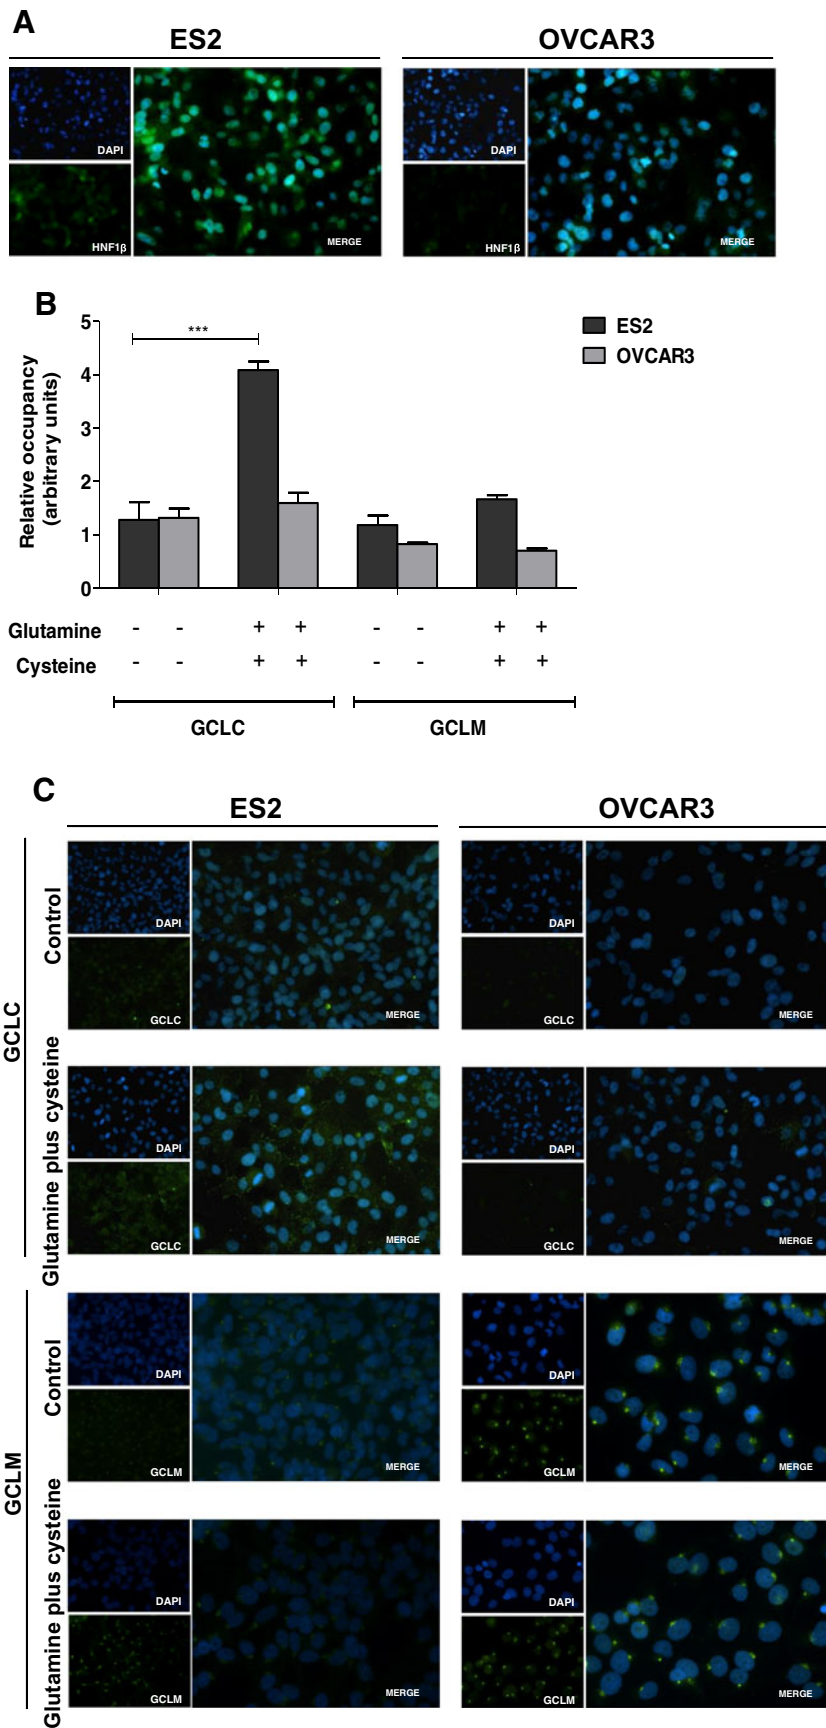 A
ES2
OVCAR3
DAPI
HNF1β
MERGE
DAPI
HNF1β
MERGE
B
Relative occupancy
(arbitrary units)
5
4
3
2
1
0
***
ES2
OVCAR3
Glutamine - - + + - - + +
Cysteine - - + + - - + +
GCLC
GCLM
C
ES2
OVCAR3
GCLC
Control
DAPI
GCLC
MERGE
DAPI
GCLC
MERGE
Glutamine plus cysteine
DAPI
GCLC
MERGE
DAPI
GCLC
MERGE
GCLM
Control
DAPI
GCLM
MERGE
DAPI
GCLM
MERGE
Glutamine plus cysteine
DAPI
GCLM
MERGE
DAPI
GCLM
MERGE